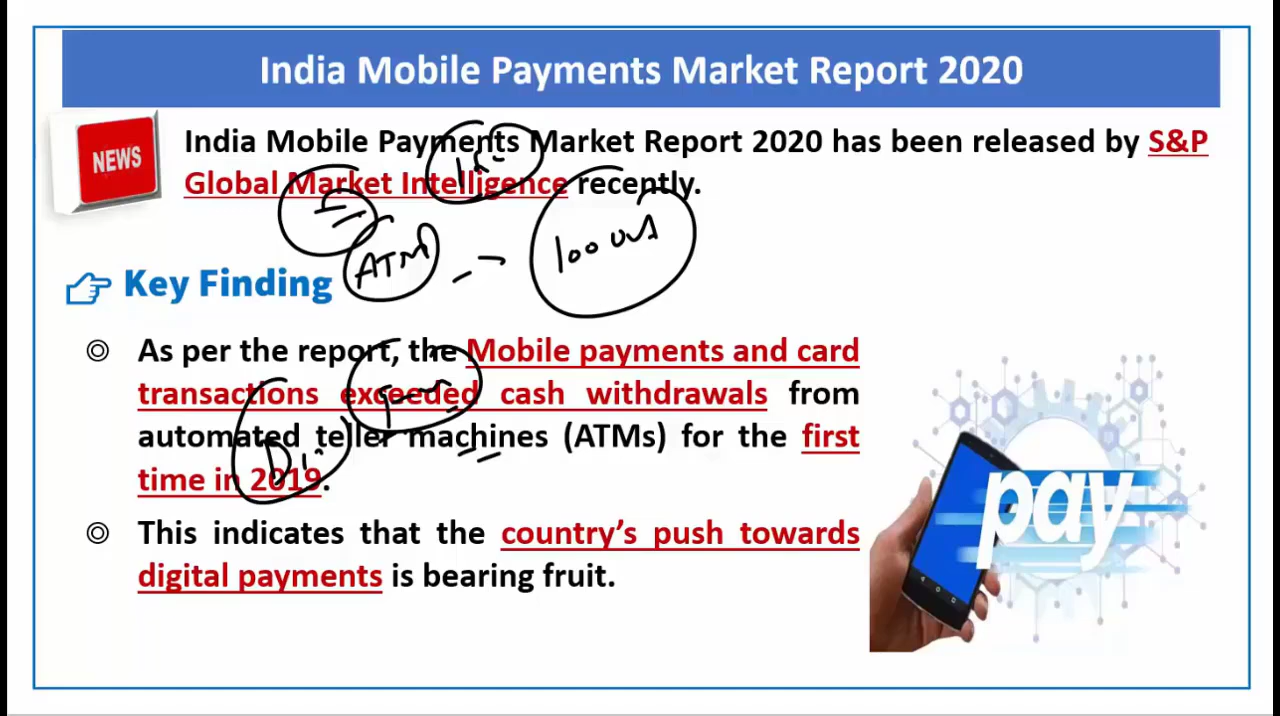 India Mobile Payments Market Report 2020
NEWS
India Mobile Payments Market Report 2020 has been released by S&P
Global Market Intelligence recently.
ATM
Key Finding
As per the report, the Mobile payments and card
transactions exceeded cash withdrawals from
automated teller machines (ATMs) for the first
time in 2019.
This indicates that the country's push towards
digital payments is bearing fruit.
pay